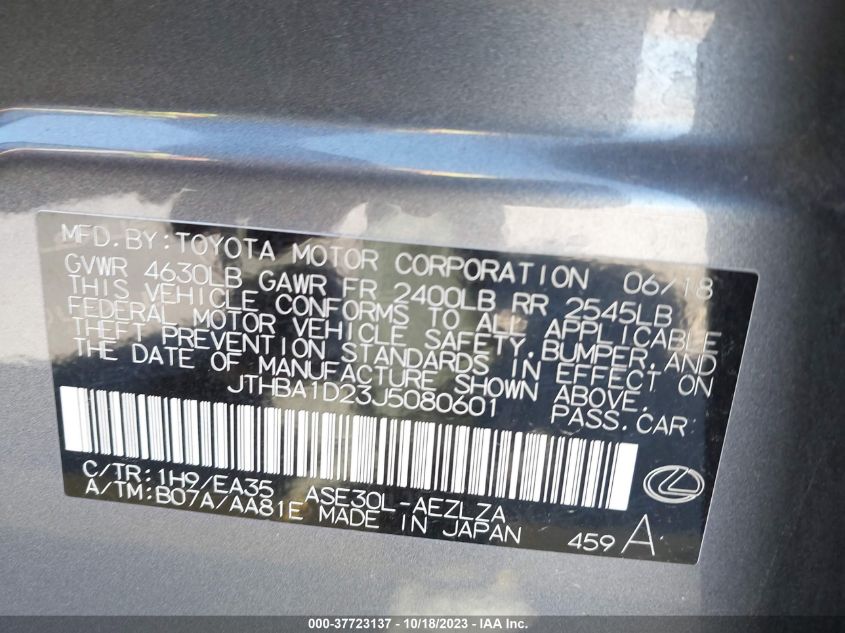 MFD. BY: TOYOTA MOTOR CORPORATION 06/18
GVWR 4630LB GAWR FR 2400LB RR 2545LB
THIS VEHICLE CONFORMS TO ALL APPLICABLE
FEDERAL MOTOR VEHICLE SAFETY, BUMPER, AND
THEFT PREVENTION STANDARDS IN EFFECT ON
THE DATE OF MANUFACTURE SHOWN ABOVE.
JTHBA1D23J5080601 PASS. CAR
C/TR: 1H9/EA35 ASE30L-AEZLZA
A/TM: B07A/AA81E MADE IN JAPAN
459 A
000-37723137 - 10/18/2023 - © IAA Inc.